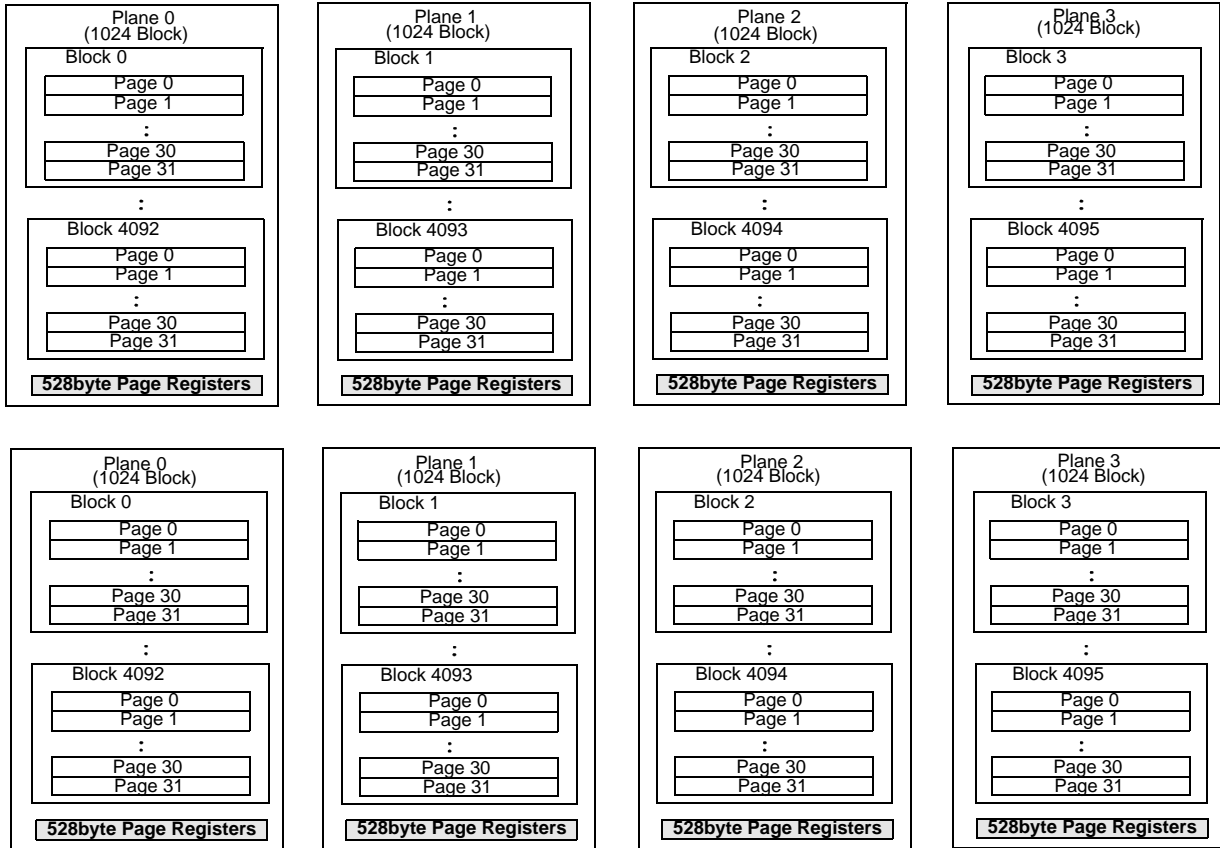 Plane 0
(1024 Block)
Block 0
Page 0
Page 1
:
Page 30
Page 31
:
Block 4092
Page 0
Page 1
:
Page 30
Page 31
528byte Page Registers
Plane 1
(1024 Block)
Block 1
Page 0
Page 1
:
Page 30
Page 31
:
Block 4093
Page 0
Page 1
:
Page 30
Page 31
528byte Page Registers
Plane 2
(1024 Block)
Block 2
Page 0
Page 1
:
Page 30
Page 31
:
Block 4094
Page 0
Page 1
:
Page 30
Page 31
528byte Page Registers
Plane 3
(1024 Block)
Block 3
Page 0
Page 1
:
Page 30
Page 31
:
Block 4095
Page 0
Page 1
:
Page 30
Page 31
528byte Page Registers
Plane 0
(1024 Block)
Block 0
Page 0
Page 1
:
Page 30
Page 31
:
Block 4092
Page 0
Page 1
:
Page 30
Page 31
528byte Page Registers
Plane 1
(1024 Block)
Block 1
Page 0
Page 1
:
Page 30
Page 31
:
Block 4093
Page 0
Page 1
:
Page 30
Page 31
528byte Page Registers
Plane 2
(1024 Block)
Block 2
Page 0
Page 1
:
Page 30
Page 31
:
Block 4094
Page 0
Page 1
:
Page 30
Page 31
528byte Page Registers
Plane 3
(1024 Block)
Block 3
Page 0
Page 1
:
Page 30
Page 31
:
Block 4095
Page 0
Page 1
:
Page 30
Page 31
528byte Page Registers